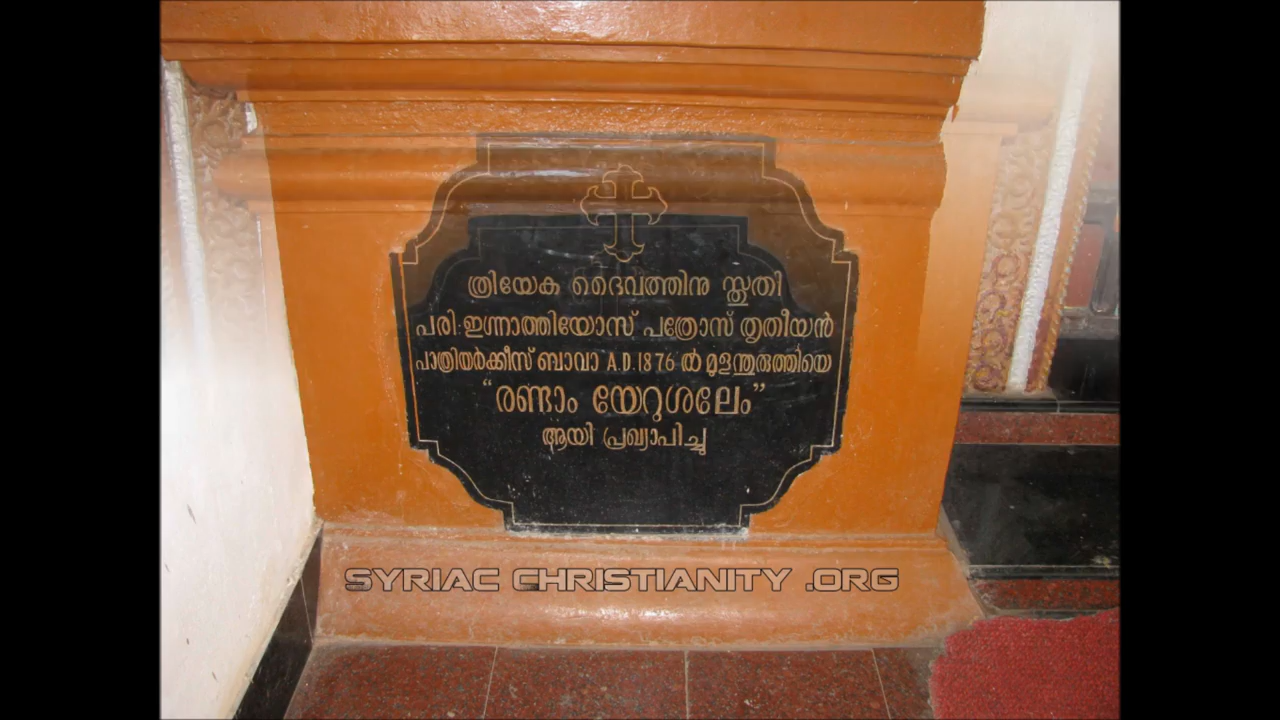 ത്രിയേക ദൈവത്തിനു സ്തുതി
പരി. ഇഗ്നാത്തിയോസ് പത്രോസ് തൃതീയൻ
പാത്രിയർക്കീസ് ബാവാ A.D. 1876 ൽ മുളന്തുരുത്തിയെ
“രണ്ടാം യേറുശലേം”
ആയി പ്രഖ്യാപിച്ചു
SYRIAC CHRISTIANITY .ORG